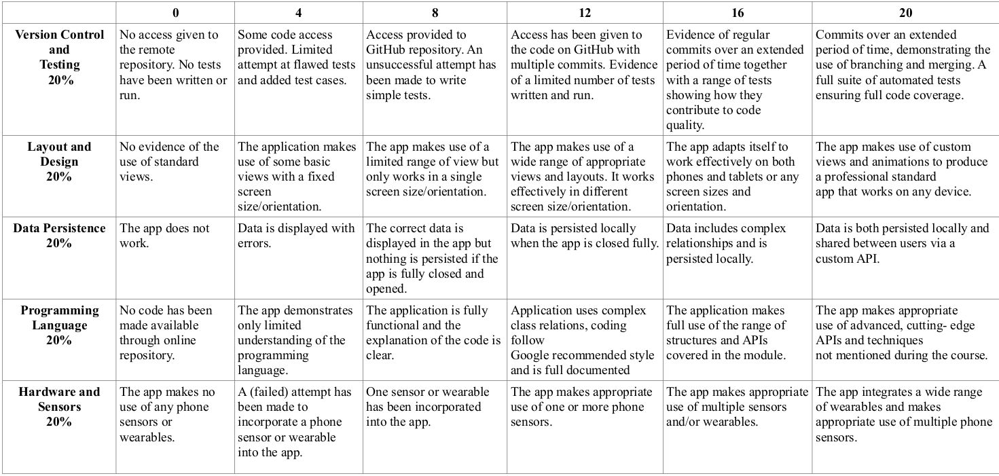 0
4
8
12
16
20
Version Control
and
Testing
20%
No access given to
the remote
repository. No tests
have been written or
run.
Some code access
provided. Limited
attempt at flawed tests
and added test cases.
Access provided to
GitHub repository. An
unsuccessful attempt has
been made to write
simple tests.
Access has been given to
the code on GitHub with
multiple commits. Evidence
of a limited number of tests
written and run.
Evidence of regular
commits over an extended
period of time together
with a range of tests
showing how they
contribute to code
quality.
Commits over an extended
period of time, demonstrating the
use of branching and merging. A
full suite of automated tests
ensuring full code coverage.
Layout and
Design
20%
No evidence of the
use of standard
views.
The application makes
use of some basic
views with a fixed
screen
size/orientation.
The app makes use of a
limited range of view but
only works in a single
screen size/orientation.
The app makes use of a
wide range of appropriate
views and layouts. It works
effectively in different
screen size/orientation.
The app adapts itself to
work effectively on both
phones and tablets or any
screen sizes and
orientation.
The app makes use of custom
views and animations to produce
a professional standard
app that works on any device.
Data Persistence
20%
The app does not
work.
Data is displayed with
errors.
The correct data is
displayed in the app but
nothing is persisted if the
app is fully closed and
opened.
Data is persisted locally
when the app is closed fully.
Data includes complex
relationships and is
persisted locally.
Data is both persisted locally and
shared between users via a
custom API.
Programming
Language
20%
No code has been
made available
through online
repository.
The app demonstrates
only limited
understanding of the
programming
language.
The application is fully
functional and the
explanation of the code is
clear.
Application uses complex
class relations, coding
follow
Google recommended style
and is full documented
The application makes
full use of the range of
structures and APIs
covered in the module.
The app makes appropriate
use of advanced, cutting- edge
APIs and techniques
not mentioned during the course.
Hardware and
Sensors
20%
The app makes no
use of any phone
sensors or
wearables.
A (failed) attempt has
been made to
incorporate a phone
sensor or wearable
into the app.
One sensor or wearable
has been incorporated
into the app.
The app makes appropriate
use of one or more phone
sensors.
The app makes appropriate
use of multiple sensors
and/or wearables.
The app integrates a wide range
of wearables and makes
appropriate use of multiple phone
sensors.